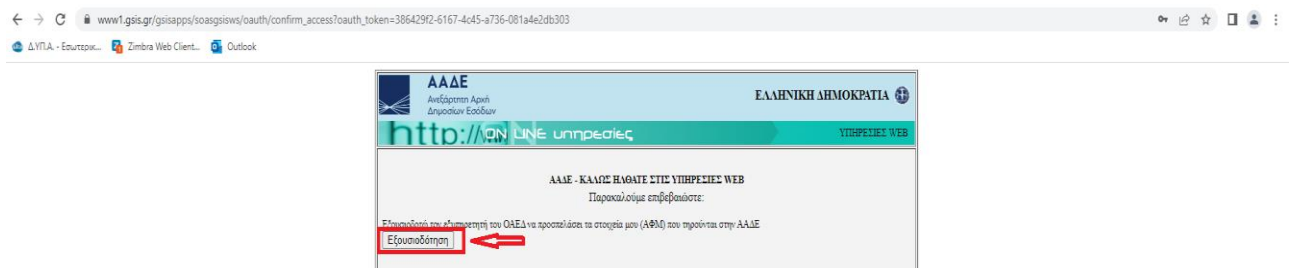 www1.gsis.gr/gsisapps/soasgsisws/oauth/confirm_access?oauth_token=386429f2-6167-4c45-a736-081a4e2db303
Δ.ΥΠ.Α. - Εσωτερικ... Zimbra Web Client... Outlook
ΑΑΔΕ
Ανεξάρτητη Αρχή
Δημοσίων Εσόδων
ΕΛΛΗΝΙΚΗ ΔΗΜΟΚΡΑΤΙΑ
http:// ON LINE υπηρεσίες
ΥΠΗΡΕΣΙΕΣ WEB
ΑΑΔΕ - ΚΑΛΩΣ ΗΛΘΑΤΕ ΣΤΙΣ ΥΠΗΡΕΣΙΕΣ WEB
Παρακαλούμε επιβεβαιώστε:
Εξουσιοδοτώ τον εξυπηρετητή του ΟΑΕΔ να προσπελάσει τα στοιχεία μου (ΑΦΜ) που τηρούνται στην ΑΑΔΕ
Εξουσιοδότηση